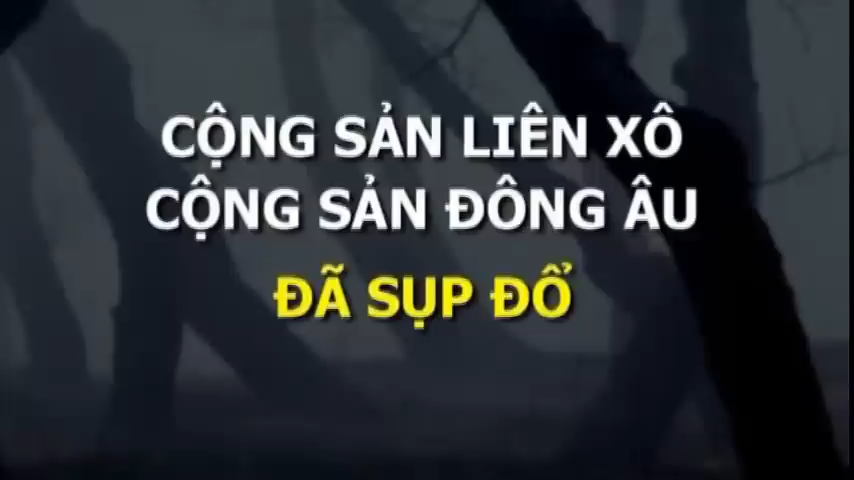 CỘNG SẢN LIÊN XÔ
CỘNG SẢN ĐÔNG ÂU
ĐÃ SỤP ĐỔ